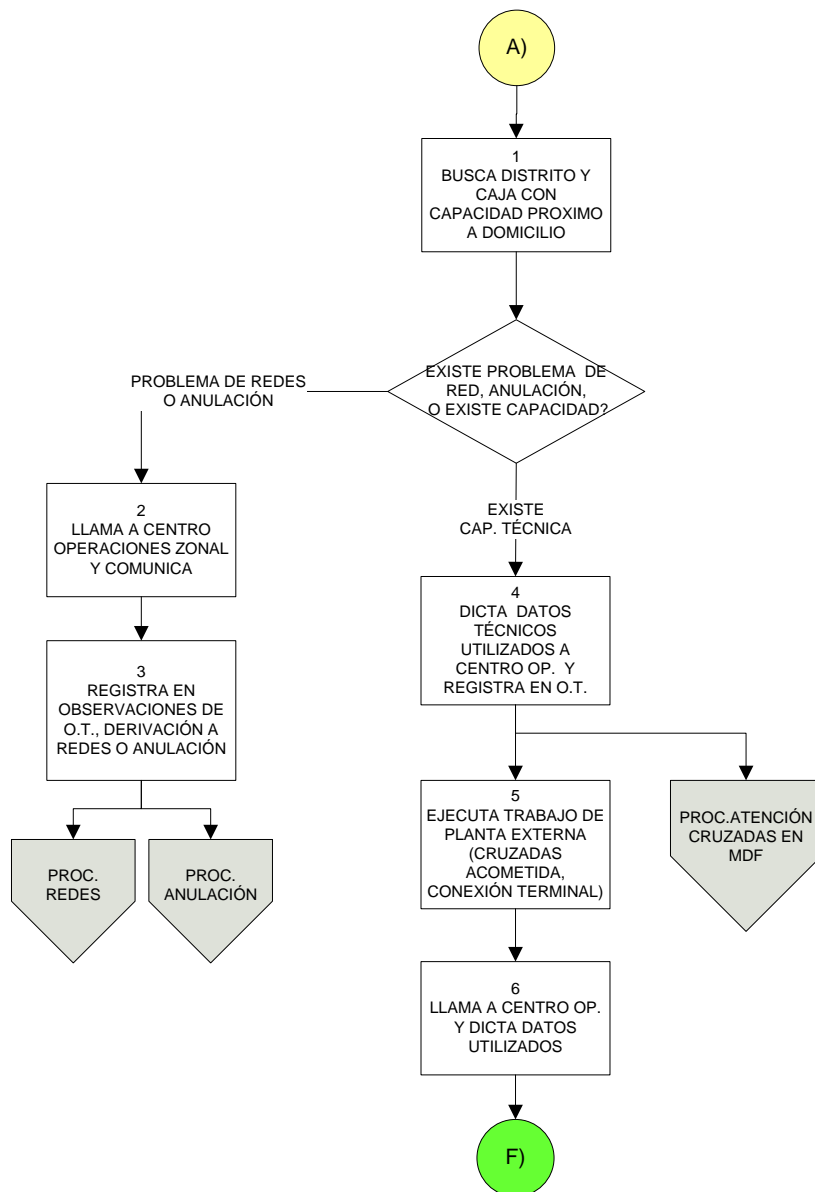 A)
1
BUSCA DISTRITO Y
CAJA CON
CAPACIDAD PROXIMO
A DOMICILIO
EXISTE PROBLEMA DE
RED, ANULACIÓN,
O EXISTE CAPACIDAD?
PROBLEMA DE REDES
O ANULACIÓN
2
LLAMA A CENTRO
OPERACIONES ZONAL
Y COMUNICA
3
REGISTRA EN
OBSERVACIONES DE
O.T., DERIVACIÓN A
REDES O ANULACIÓN
PROC.
REDES
PROC.
ANULACIÓN
EXISTE
CAP. TÉCNICA
4
DICTA DATOS
TÉCNICOS
UTILIZADOS A
CENTRO OP. Y
REGISTRA EN O.T.
5
EJECUTA TRABAJO DE
PLANTA EXTERNA
(CRUZADAS
ACOMETIDA,
CONEXIÓN TERMINAL)
PROC.ATENCIÓN
CRUZADAS EN
MDF
6
LLAMA A CENTRO OP.
Y DICTA DATOS
UTILIZADOS
F)